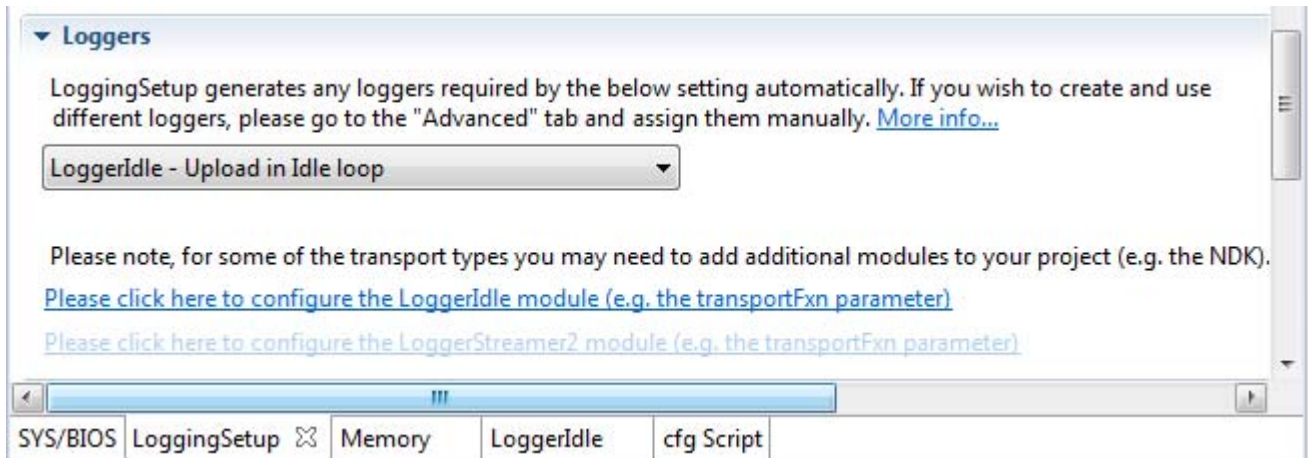 Loggers
LoggingSetup generates any loggers required by the below setting automatically. If you wish to create and use
different loggers, please go to the "Advanced" tab and assign them manually. More info...
LoggerIdle - Upload in Idle loop
Please note, for some of the transport types you may need to add additional modules to your project (e.g. the NDK).
Please click here to configure the LoggerIdle module (e.g. the transportFxn parameter)
Please click here to configure the LoggerStreamer2 module (e.g. the transportFxn parameter)
SYS/BIOS LoggingSetup Memory LoggerIdle cfg Script